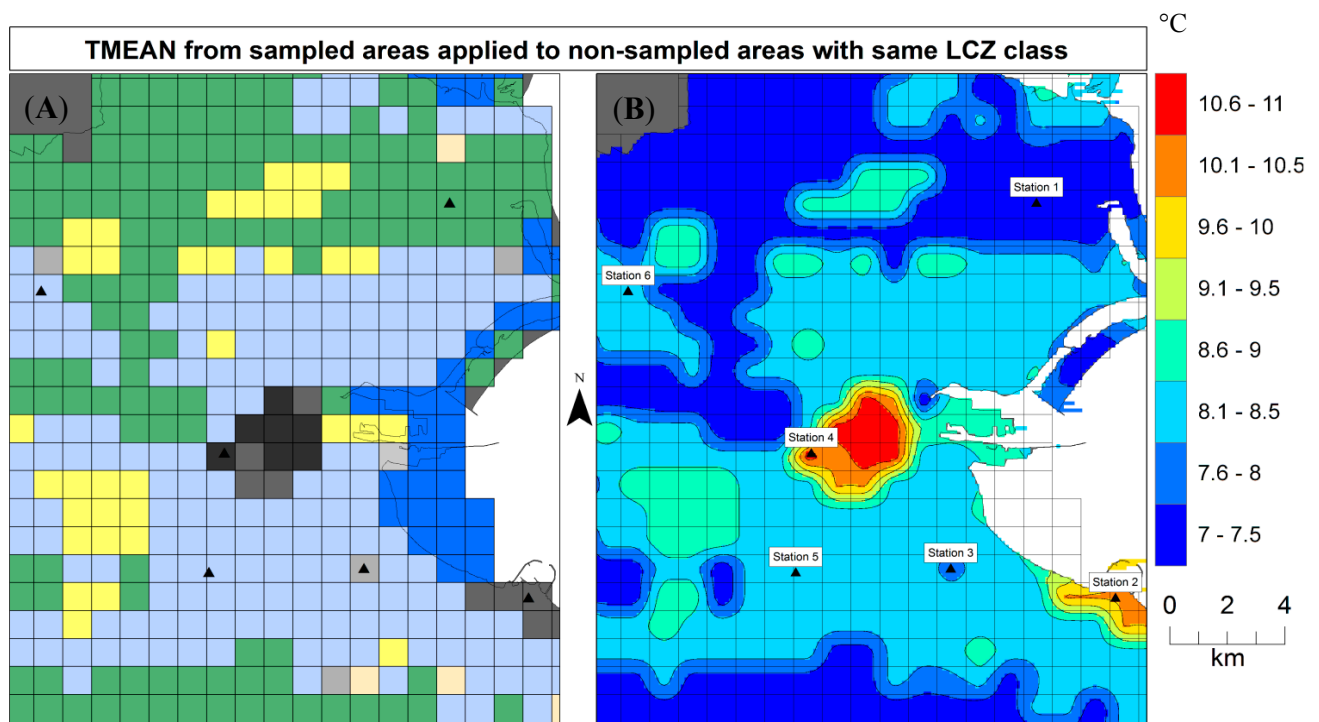 °C
TMEAN from sampled areas applied to non-sampled areas with same LCZ class
(A)
(B)
10.6 - 11
10.1 - 10.5
9.6 - 10
9.1 - 9.5
8.6 - 9
8.1 - 8.5
7.6 - 8
7 - 7.5
Station 1
Station 6
N
Station 4
Station 5
Station 3
Station 2
0 2 4
km